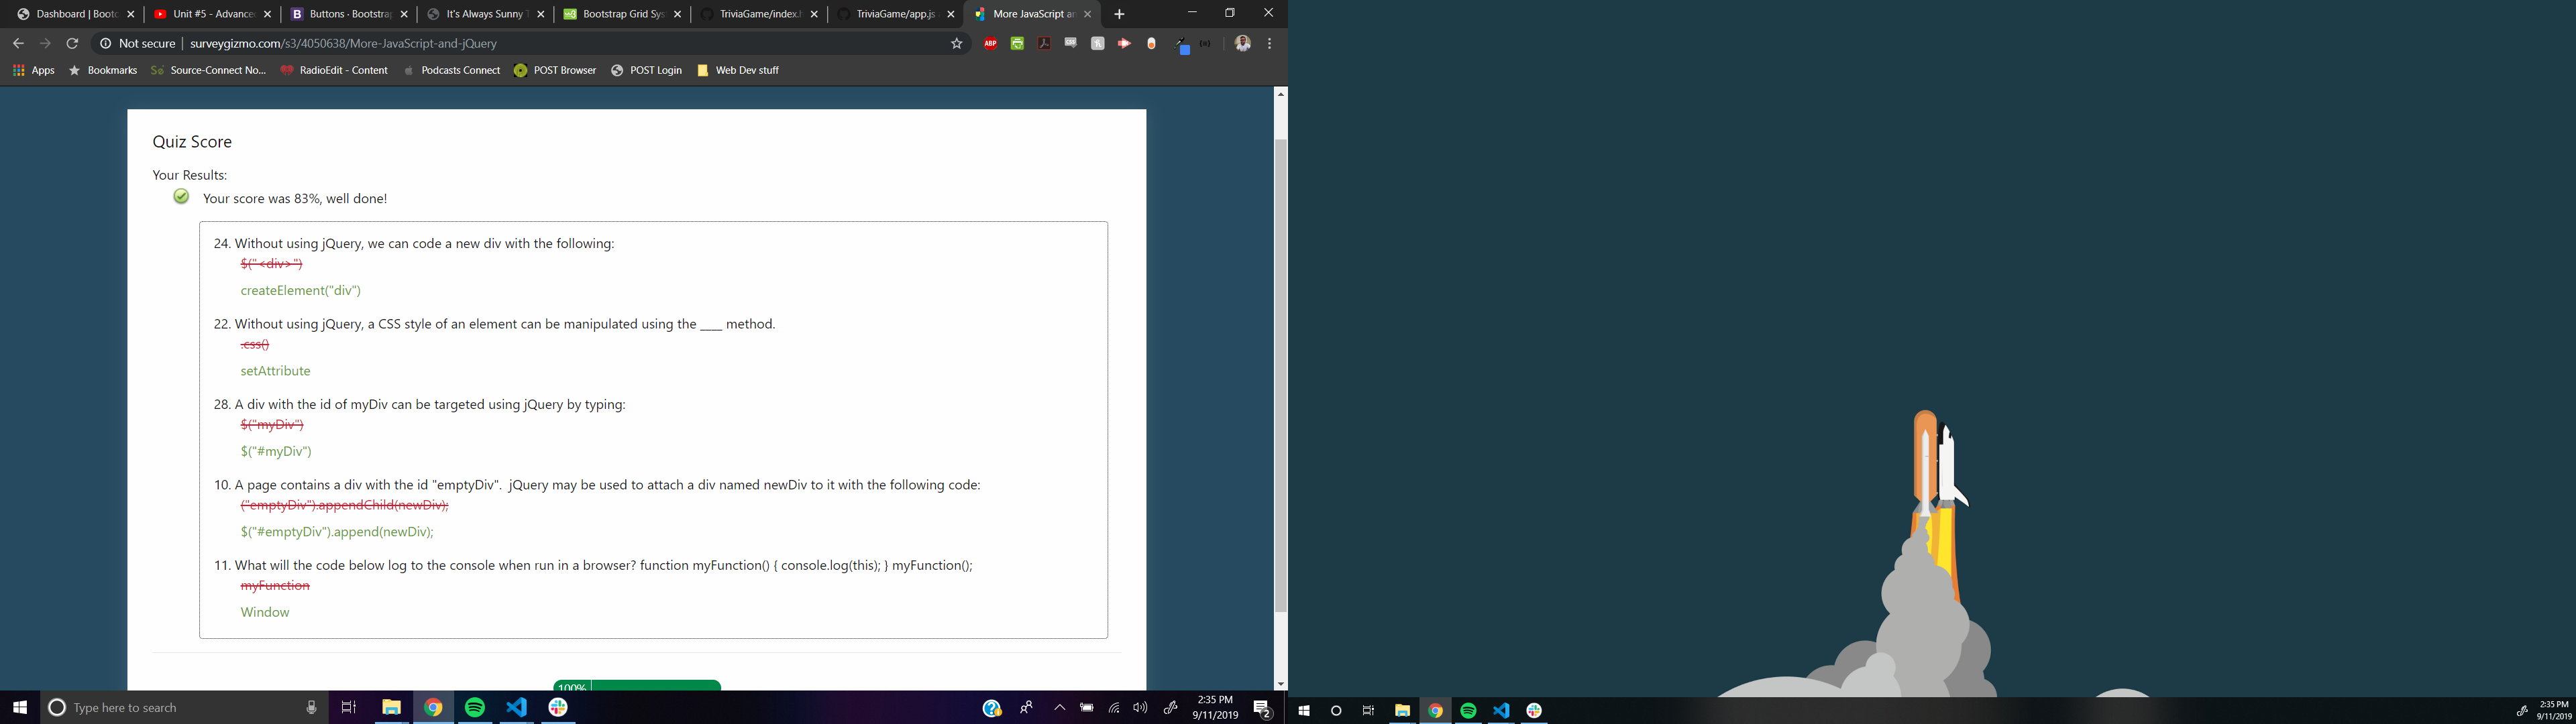 Dashboard | Bootc
Unit #5 - Advance
Buttons · Bootstrap
It's Always Sunny T
Bootstrap Grid Sys
TriviaGame/index.h
TriviaGame/app.js
More JavaScript an
Not secure | surveygizmo.com/s3/4050638/More-JavaScript-and-jQuery
ABP
Apps
Bookmarks
Source-Connect No...
RadioEdit - Content
Podcasts Connect
POST Browser
POST Login
Web Dev stuff
Quiz Score
Your Results:
Your score was 83%, well done!
24. Without using jQuery, we can code a new div with the following:
$("<div>")
createElement("div")
22. Without using jQuery, a CSS style of an element can be manipulated using the ____ method.
.css()
setAttribute
28. A div with the id of myDiv can be targeted using jQuery by typing:
$("myDiv")
$("#myDiv")
10. A page contains a div with the id "emptyDiv".  jQuery may be used to attach a div named newDiv to it with the following code:
("emptyDiv").appendChild(newDiv);
$("#emptyDiv").append(newDiv);
11. What will the code below log to the console when run in a browser? function myFunction() { console.log(this); } myFunction();
myFunction
Window
100%
Type here to search
2:35 PM
9/11/2019
2
2:35 PM
9/11/2019